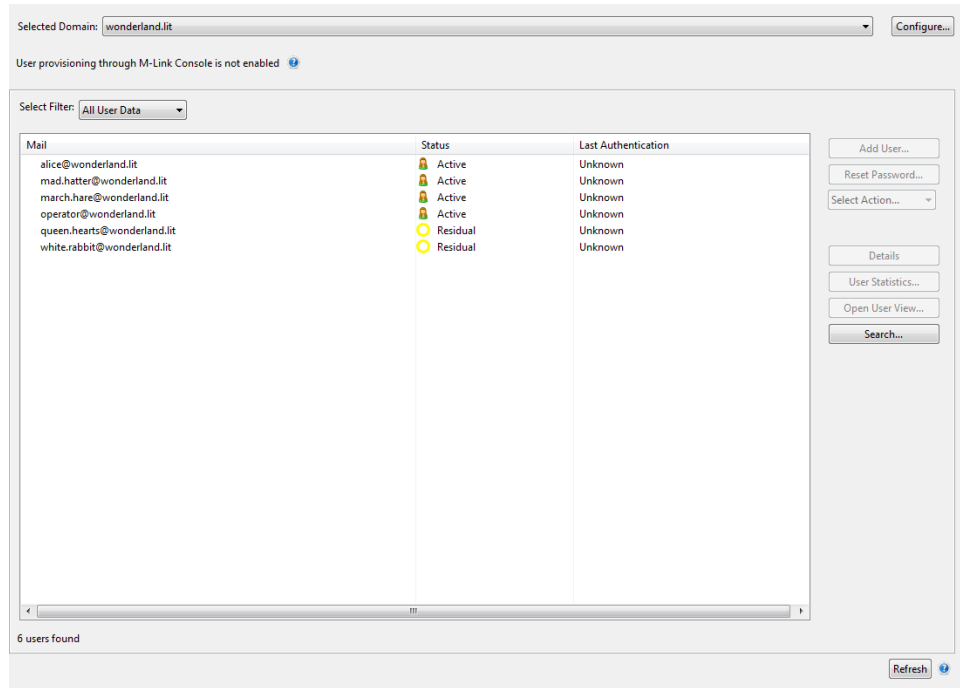 Selected Domain: wonderland.lit Configure...
User provisioning through M-Link Console is not enabled
Select Filter: All User Data
Mail Status Last Authentication
alice@wonderland.lit Active Unknown
mad.hatter@wonderland.lit Active Unknown
march.hare@wonderland.lit Active Unknown
operator@wonderland.lit Active Unknown
queen.hearts@wonderland.lit Residual Unknown
white.rabbit@wonderland.lit Residual Unknown
Add User...
Reset Password...
Select Action...
Details
User Statistics...
Open User View...
Search...
6 users found
Refresh